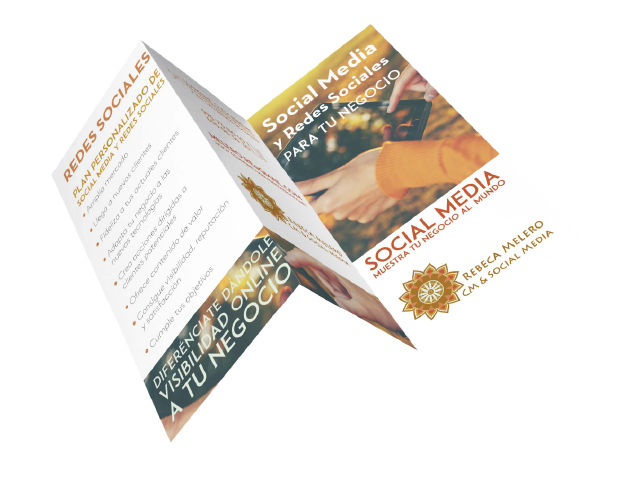 REDES SOCIALES
PLAN PERSONALIZADO DE
SOCIAL MEDIA Y REDES SOCIALES
• Amplia mercado
• Llega a nuevos clientes
• Fideliza a tus actuales clientes
• Adapta tu negocio a las
nuevas tecnologías
• Crea acciones dirigidas a
clientes potenciales
• Ofrece contenido de valor
• Consigue visibilidad, reputación
y satisfacción
• Cumple tus objetivos
DIFERÉNCIATE DÁNDOLE
VISIBILIDAD ONLINE
A TU NEGOCIO
Social Media
y Redes Sociales
PARA TU NEGOCIO
SOCIAL MEDIA
MUESTRA TU NEGOCIO AL MUNDO
REBECA MELERO
CM & SOCIAL MEDIA